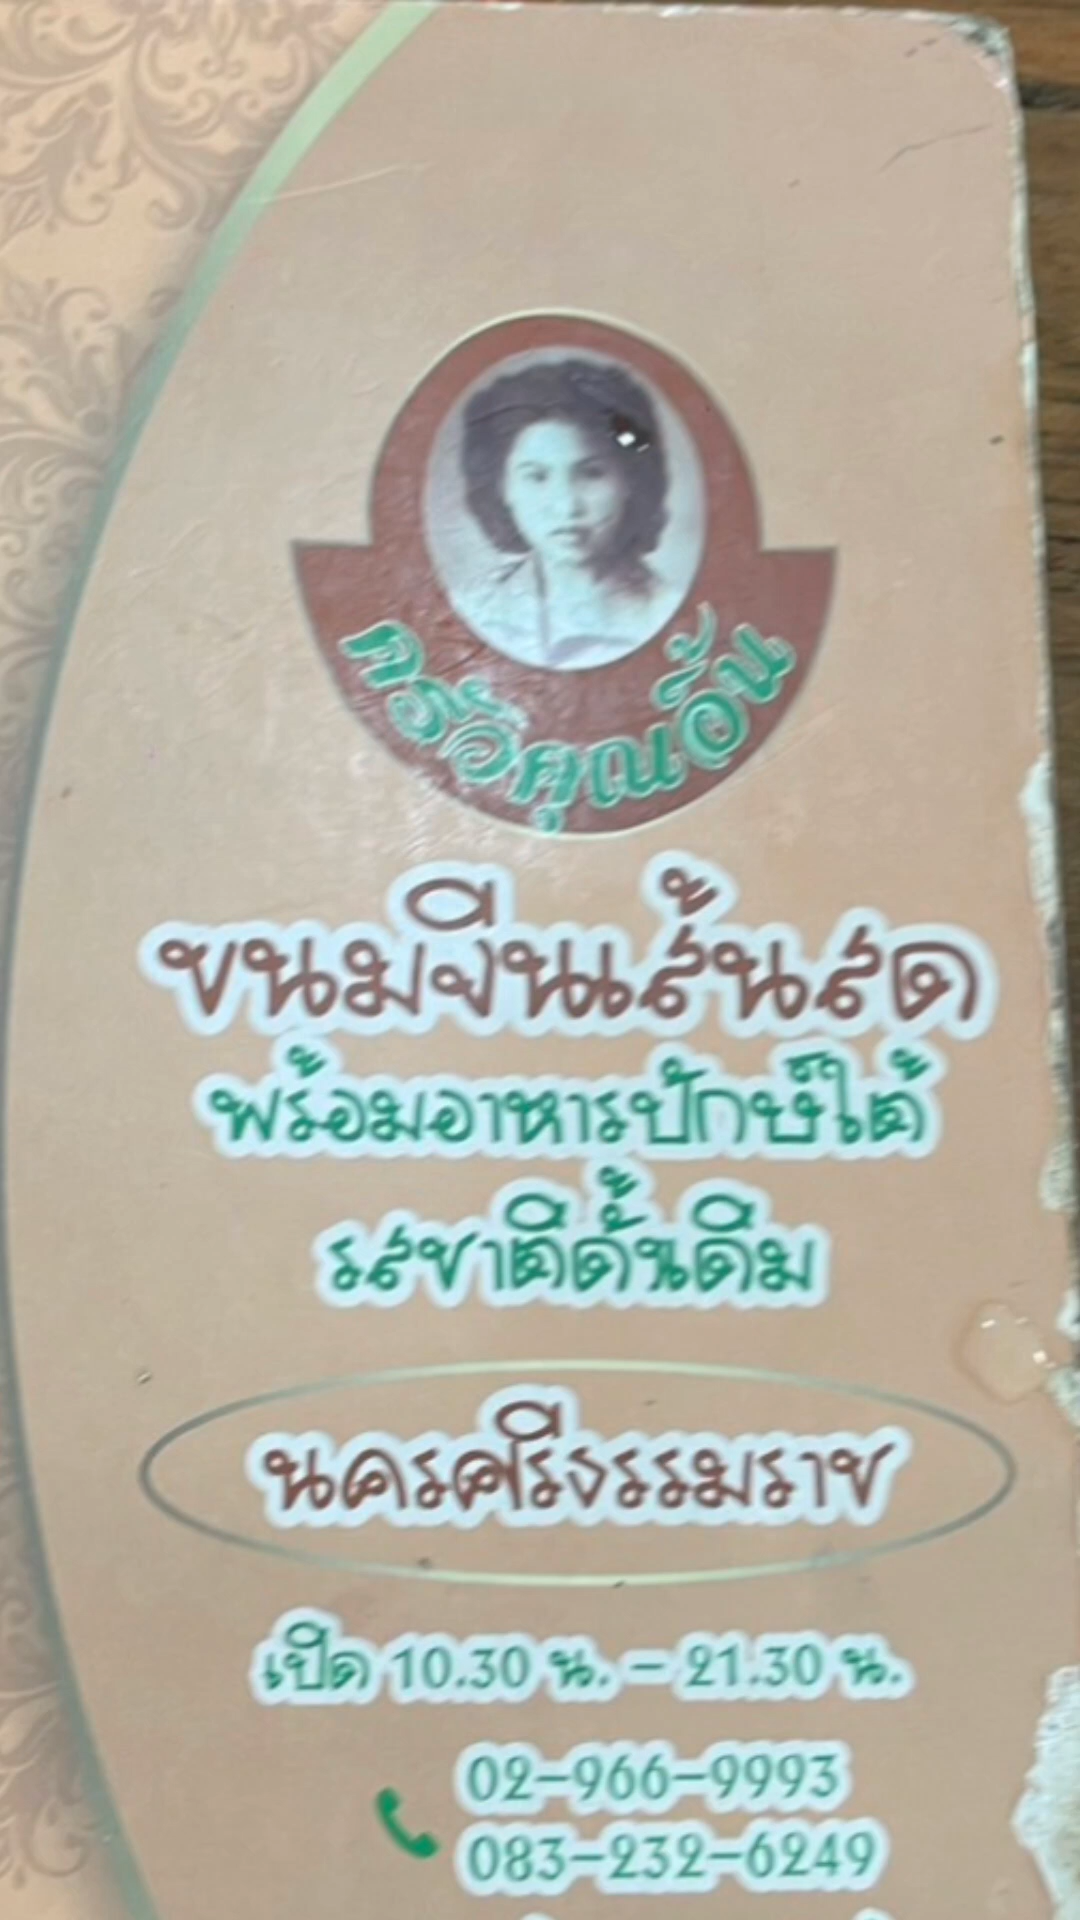 ครัวคุณอิ้น
ขนมจีนเส้นสด
พร้อมอาหารปักษ์ใต้
รสชาติดั้นเดิม
นครศรีธรรมราช
เปิด 10.30 น. - 21.30 น.
02-966-9993
083-232-6249